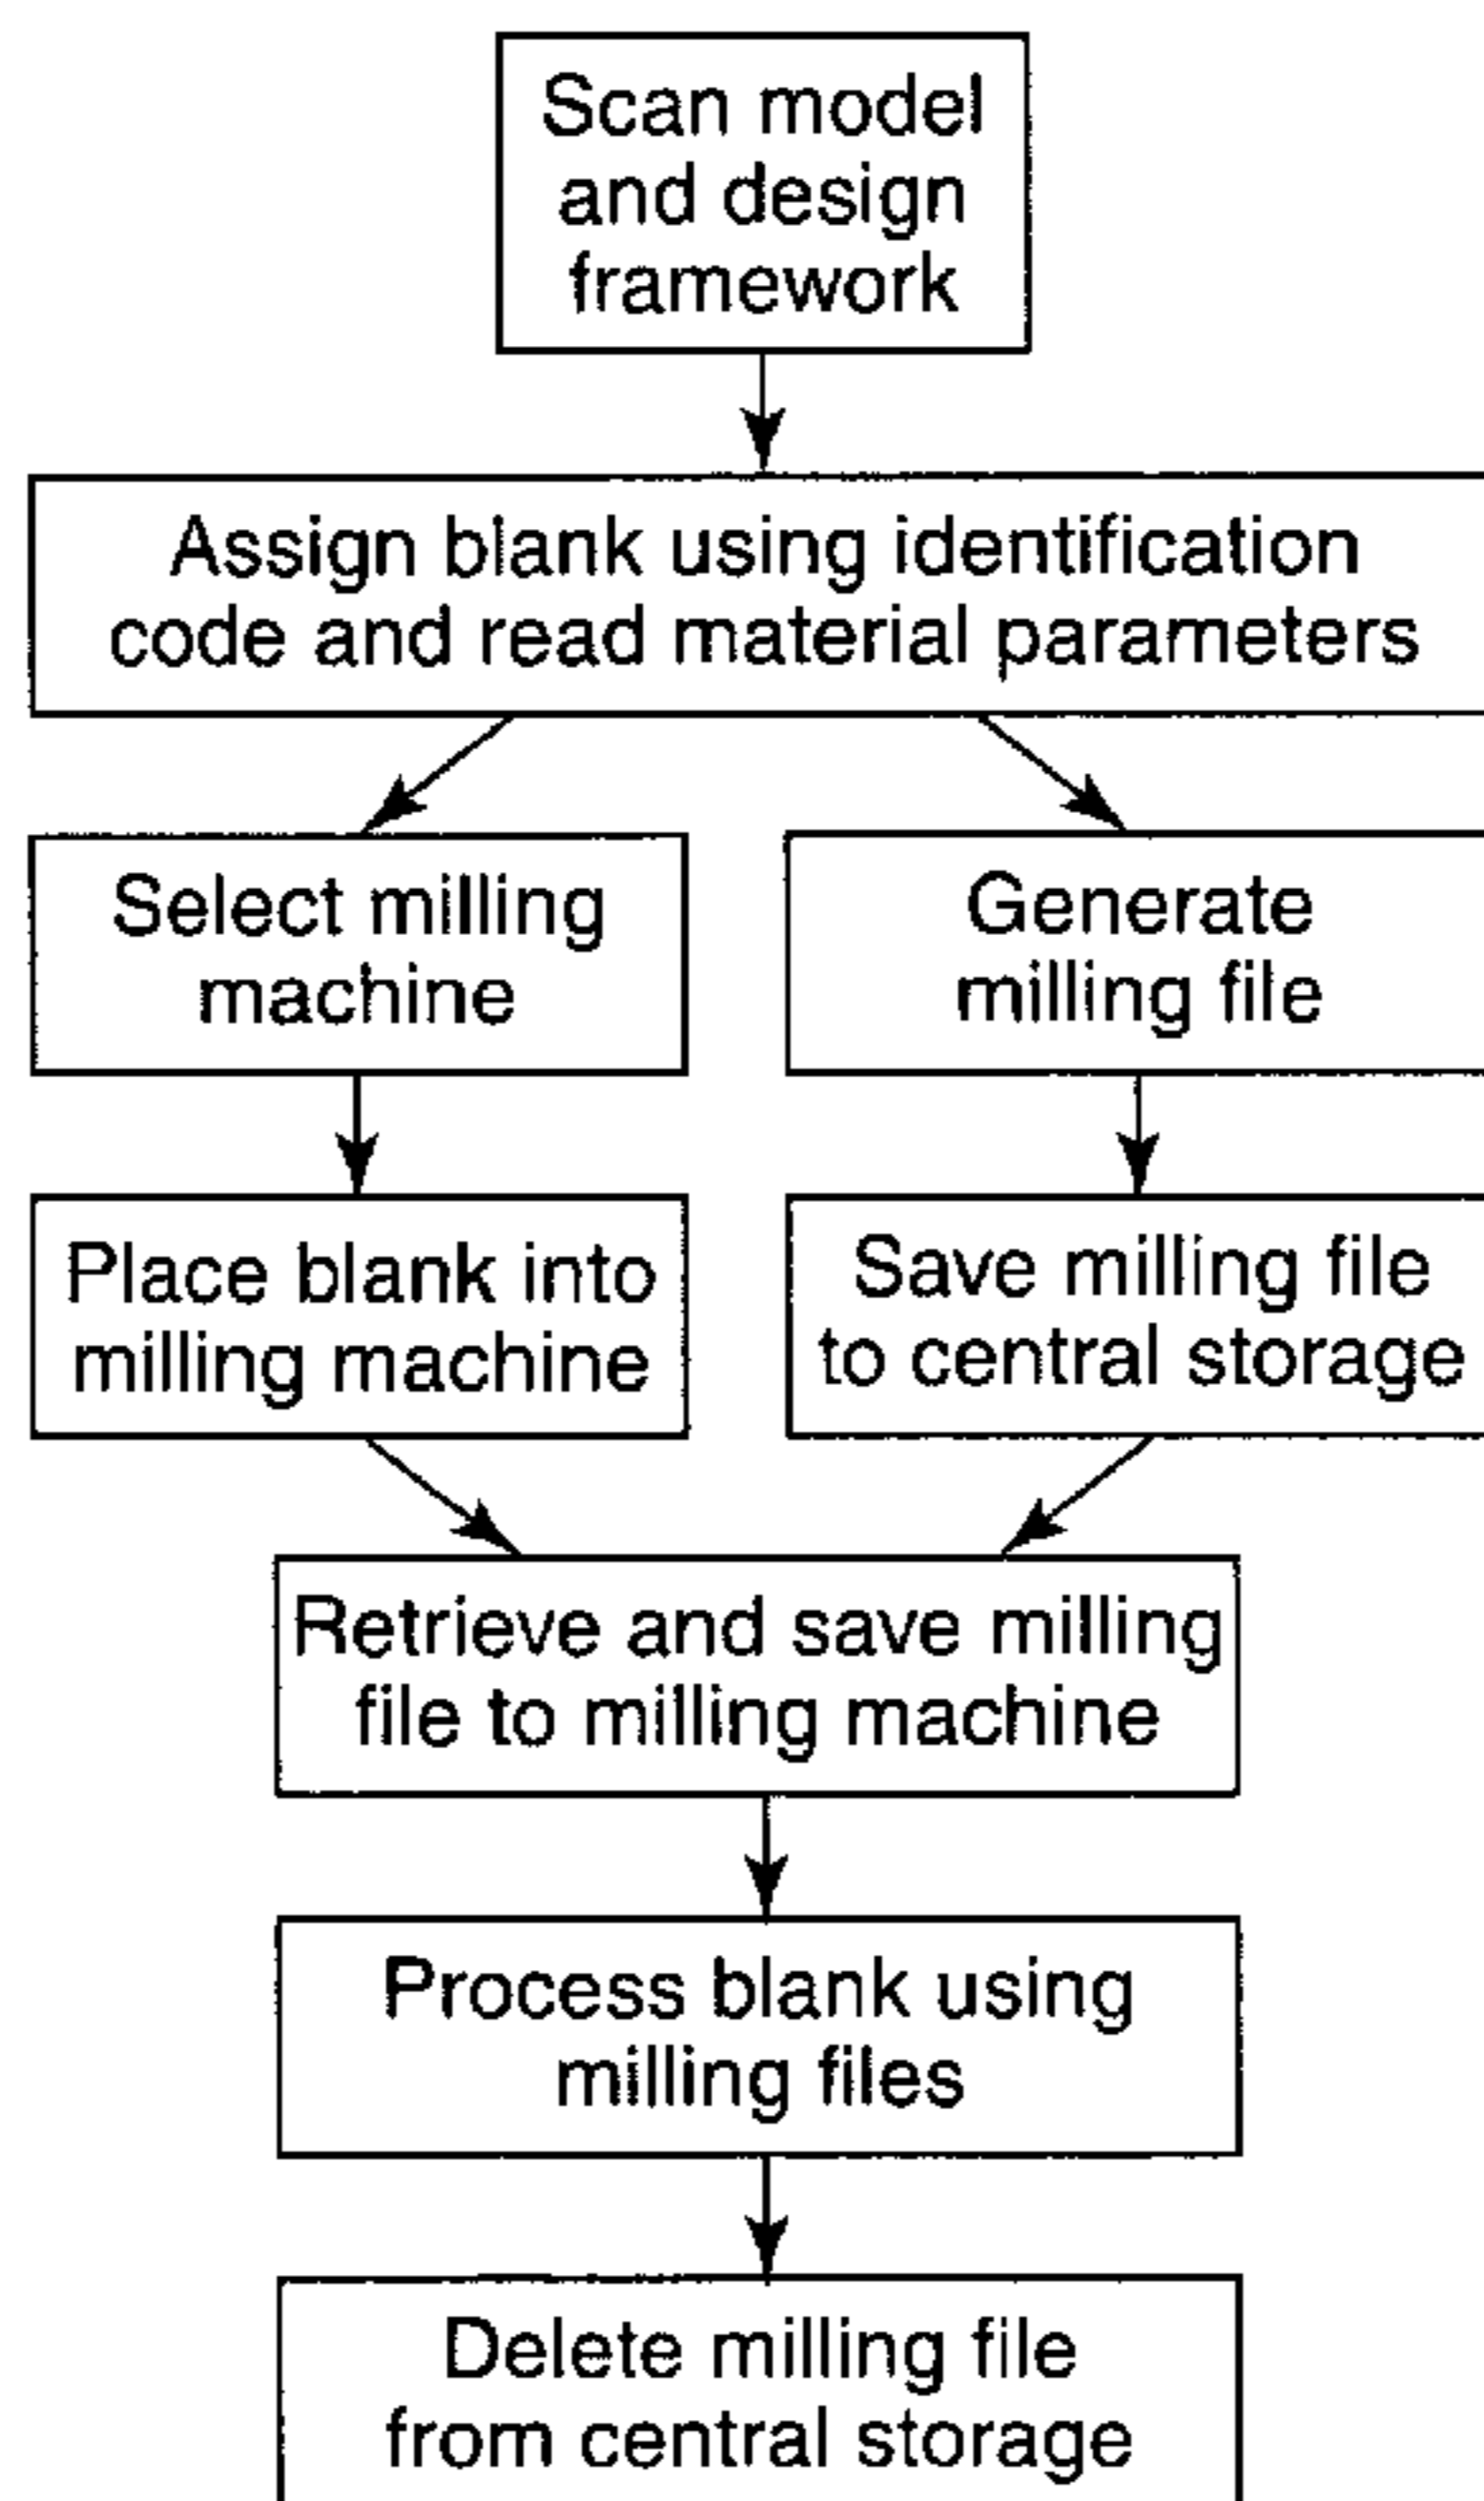 Scan model
and design
framework
Assign blank using identification
code and read material parameters
Select milling
machine
Generate
milling file
Place blank into
milling machine
Save milling file
to central storage
Retrieve and save milling
file to milling machine
Process blank using
milling files
Delete milling file
from central storage